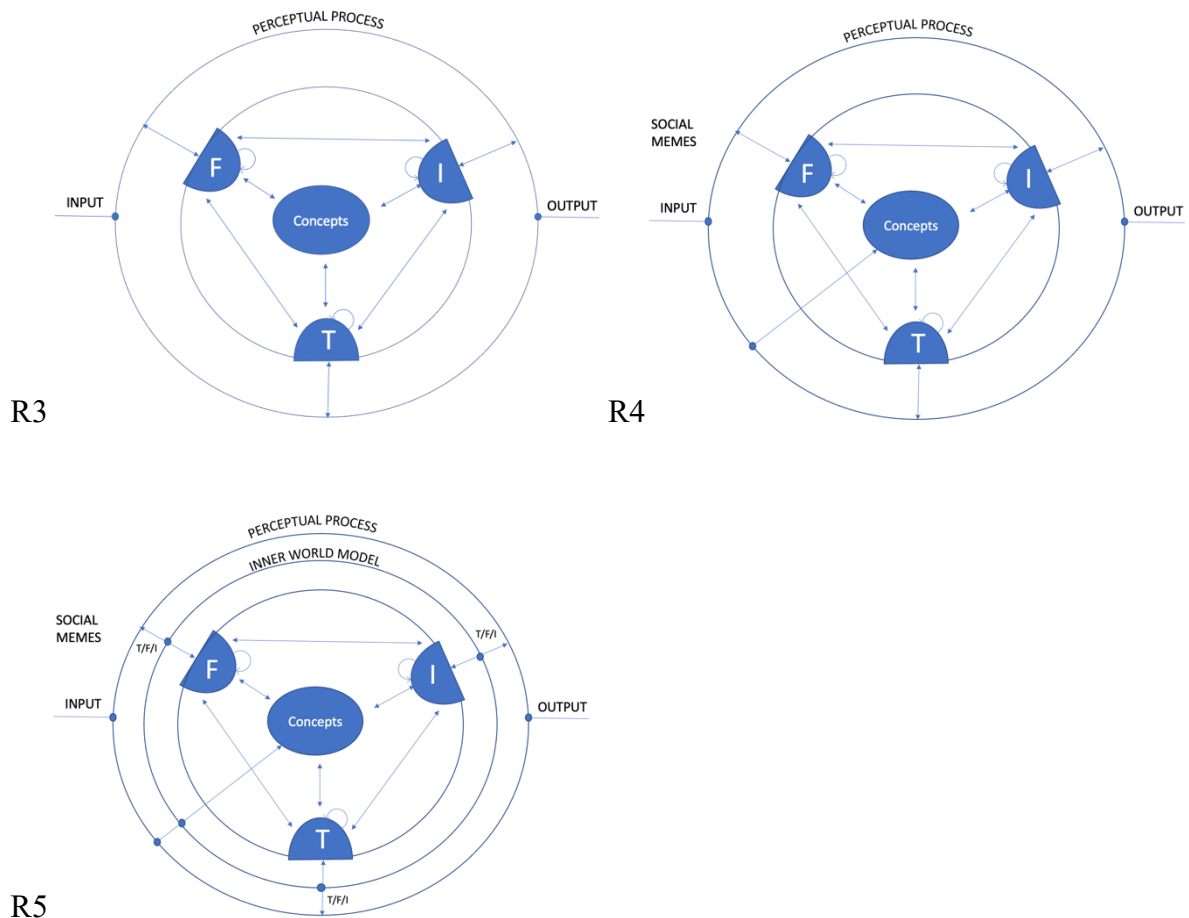 PERCEPTUAL PROCESS
F
I
INPUT
OUTPUT
Concepts
T
R3
PERCEPTUAL PROCESS
SOCIAL
MEMES
F
I
INPUT
OUTPUT
Concepts
T
R4
PERCEPTUAL PROCESS
INNER WORLD MODEL
SOCIAL
MEMES
T/F/I
T/F/I
F
I
INPUT
OUTPUT
Concepts
T
T/F/I
R5